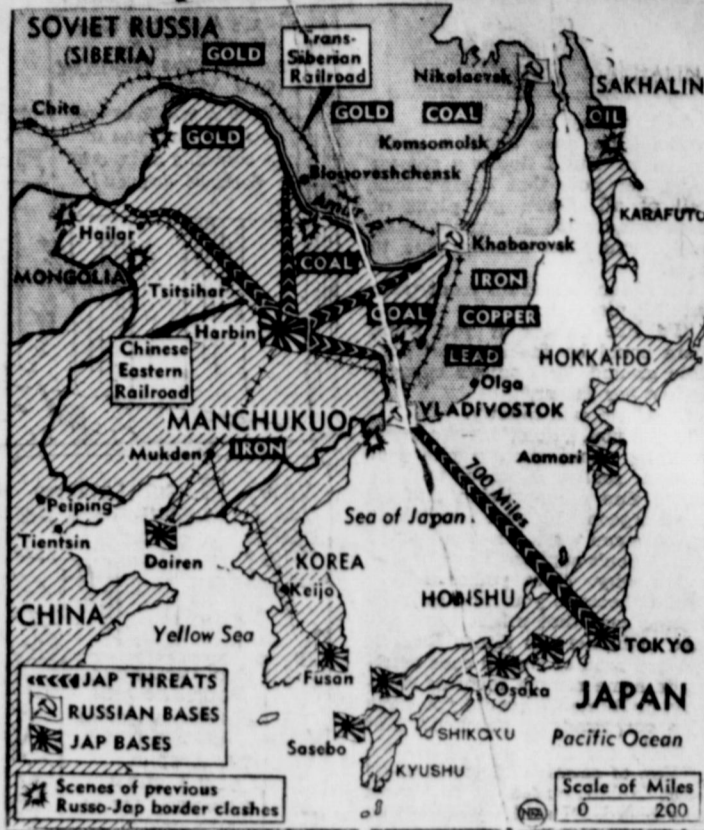 SOVIET RUSSIA
(SIBERIA)
GOLD
Trans-
Siberian
Railroad
Nikolaevsk
SAKHALIN
Chita
GOLD
GOLD
COAL
OIL
Komsomolsk
Blagoveshchensk
Amur R.
KARAFUTO
Hailar
Khabarovsk
MONGOLIA
COAL
IRON
Tsitsihar
COAL
COPPER
Harbin
Chinese
Eastern
Railroad
LEAD
HOKKAIDO
Olga
MANCHUKUO
VLADIVOSTOK
Mukden
IRON
Aomori
700 Miles
Peiping
Sea of Japan
Tientsin
Dairen
KOREA
Keijo
HONSHU
CHINA
Yellow Sea
TOKYO
Fusan
Osaka
JAPAN
JAP THREATS
RUSSIAN BASES
JAP BASES
Sasebo
SHIKOKU
Pacific Ocean
KYUSHU
Scenes of previous
Russo-Jap border clashes
NEA
Scale of Miles
0 200